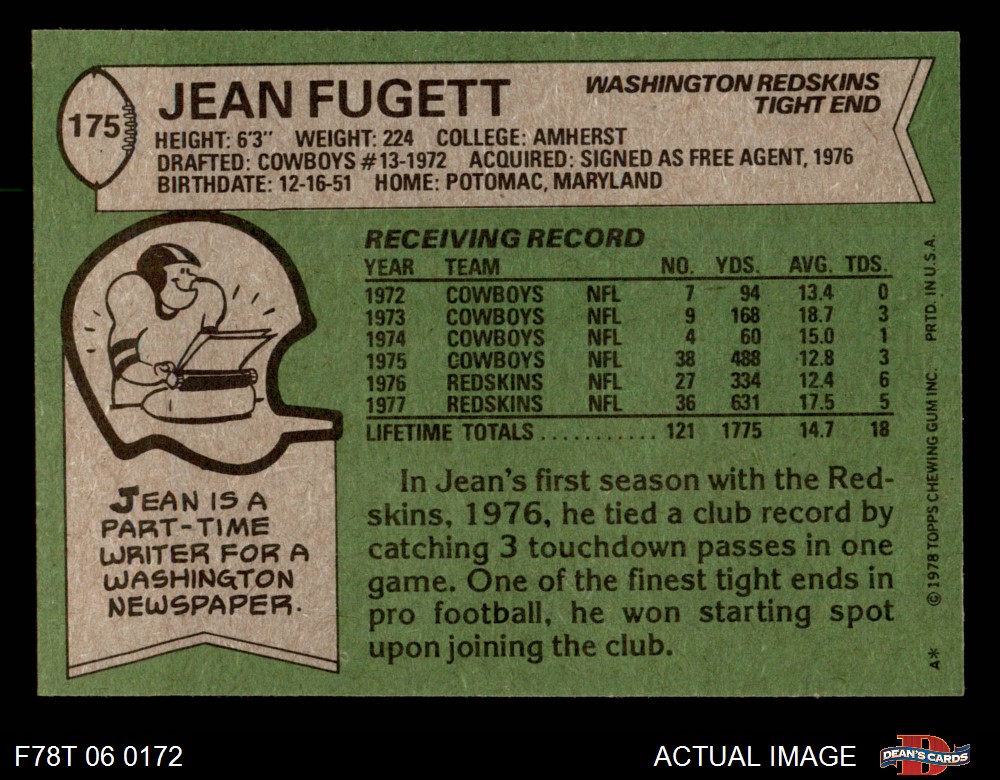 175
JEAN FUGETT
WASHINGTON REDSKINS
TIGHT END
HEIGHT: 6'3" WEIGHT: 224 COLLEGE: AMHERST
DRAFTED: COWBOYS #13-1972 ACQUIRED: SIGNED AS FREE AGENT, 1976
BIRTHDATE: 12-16-51 HOME: POTOMAC, MARYLAND
RECEIVING RECORD
YEAR TEAM NO. YDS. AVG. TDS.
1972 COWBOYS NFL 7 94 13.4 0
1973 COWBOYS NFL 9 168 18.7 3
1974 COWBOYS NFL 4 60 15.0 1
1975 COWBOYS NFL 38 488 12.8 3
1976 REDSKINS NFL 27 334 12.4 6
1977 REDSKINS NFL 36 631 17.5 5
LIFETIME TOTALS........... 121 1775 14.7 18
JEAN IS A
PART-TIME
WRITER FOR A
WASHINGTON
NEWSPAPER.
In Jean's first season with the Red-
skins, 1976, he tied a club record by
catching 3 touchdown passes in one
game. One of the finest tight ends in
pro football, he won starting spot
upon joining the club.
A* © 1978 TOPPS CHEWING GUM INC. PRTD. IN U.S.A.
F78T 06 0172
ACTUAL IMAGE
D
DEAN'S CARDS